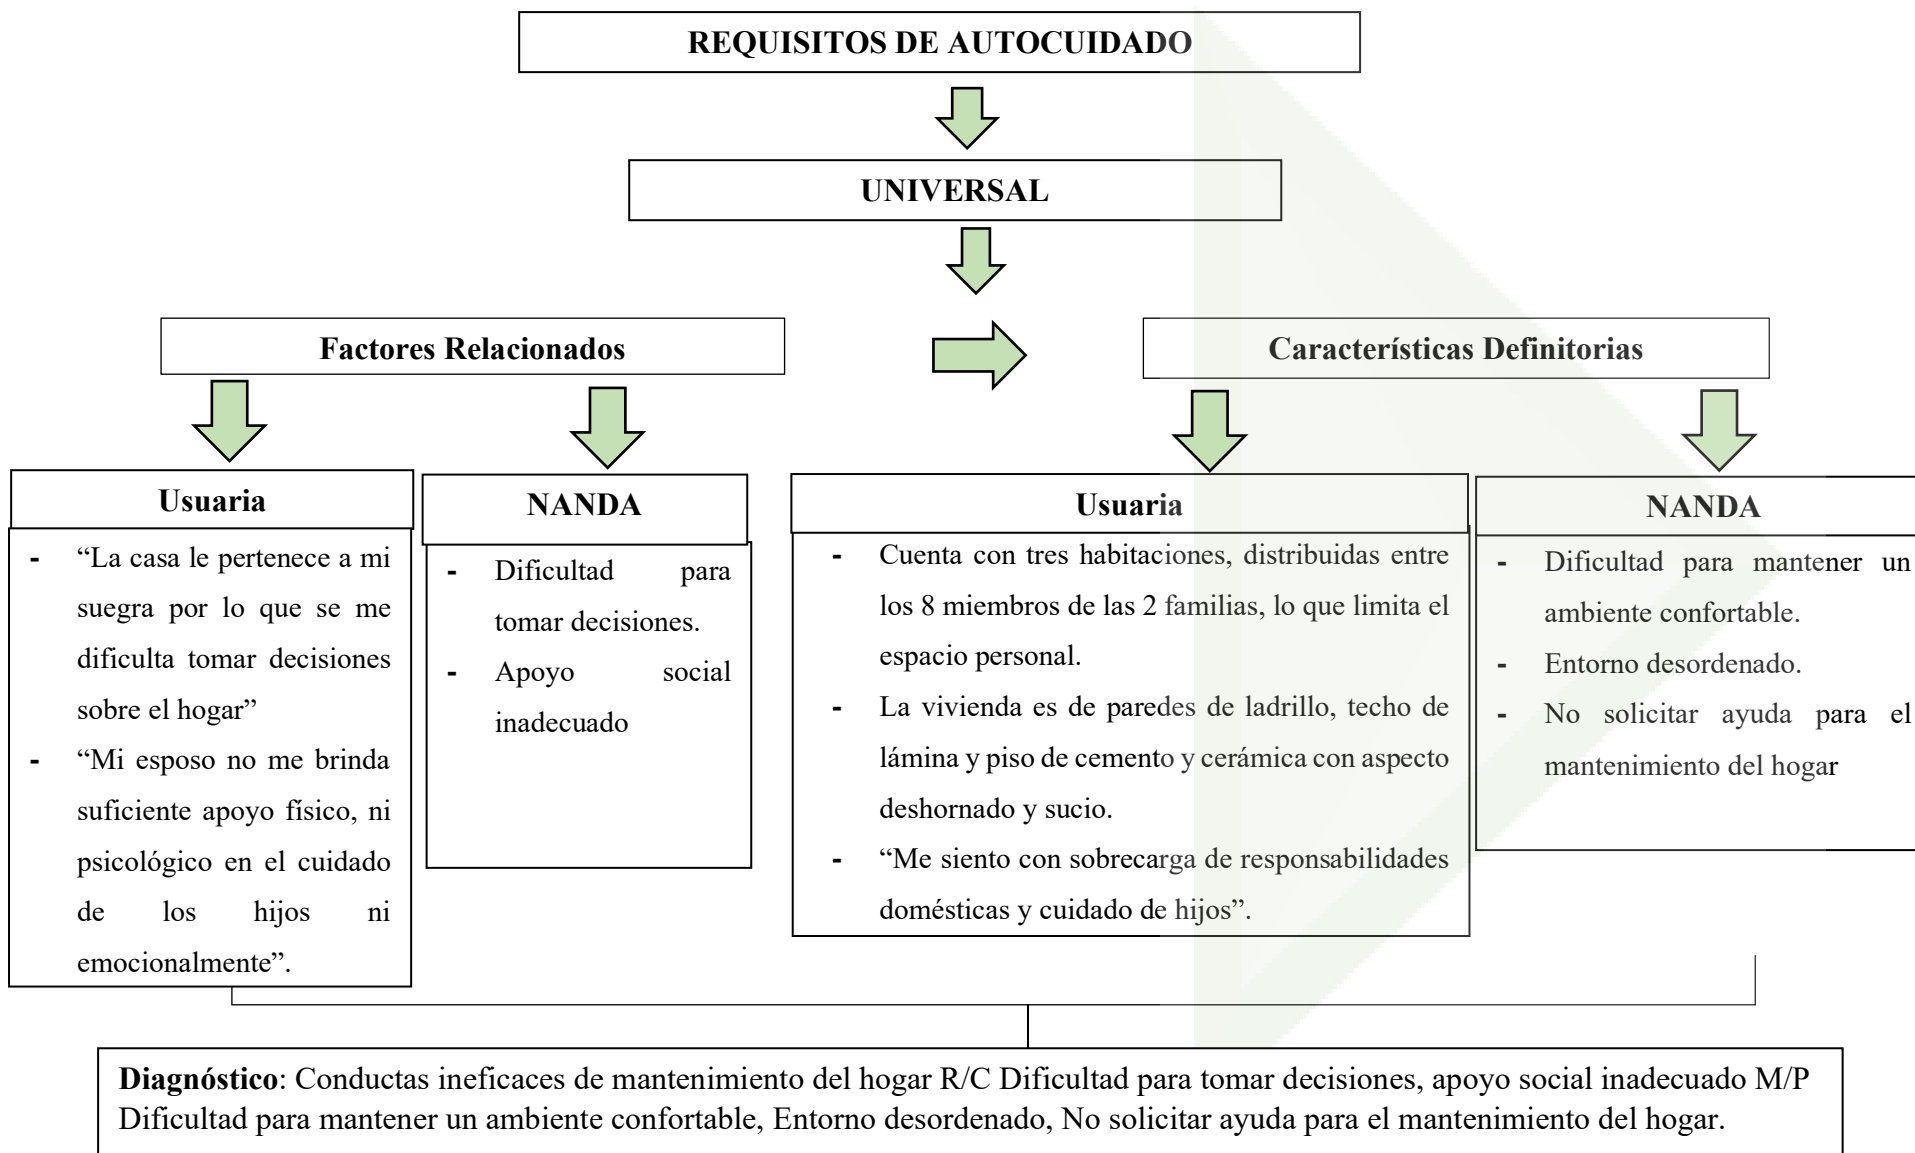 REQUISITOS DE AUTOCUIDADO
UNIVERSAL
Factores Relacionados
Características Definitorias
Usuaria
- “La casa le pertenece a mi
suegra por lo que se me
dificulta tomar decisiones
sobre el hogar”
- “Mi esposo no me brinda
suficiente apoyo físico, ni
psicológico en el cuidado
de los hijos ni
emocionalmente”.
NANDA
- Dificultad para
tomar decisiones.
- Apoyo social
inadecuado
Usuaria
- Cuenta con tres habitaciones, distribuidas entre
los 8 miembros de las 2 familias, lo que limita el
espacio personal.
- La vivienda es de paredes de ladrillo, techo de
lámina y piso de cemento y cerámica con aspecto
deshornado y sucio.
- “Me siento con sobrecarga de responsabilidades
domésticas y cuidado de hijos”.
NANDA
- Dificultad para mantener un
ambiente confortable.
- Entorno desordenado.
- No solicitar ayuda para el
mantenimiento del hogar
Diagnóstico: Conductas ineficaces de mantenimiento del hogar R/C Dificultad para tomar decisiones, apoyo social inadecuado M/P
Dificultad para mantener un ambiente confortable, Entorno desordenado, No solicitar ayuda para el mantenimiento del hogar.